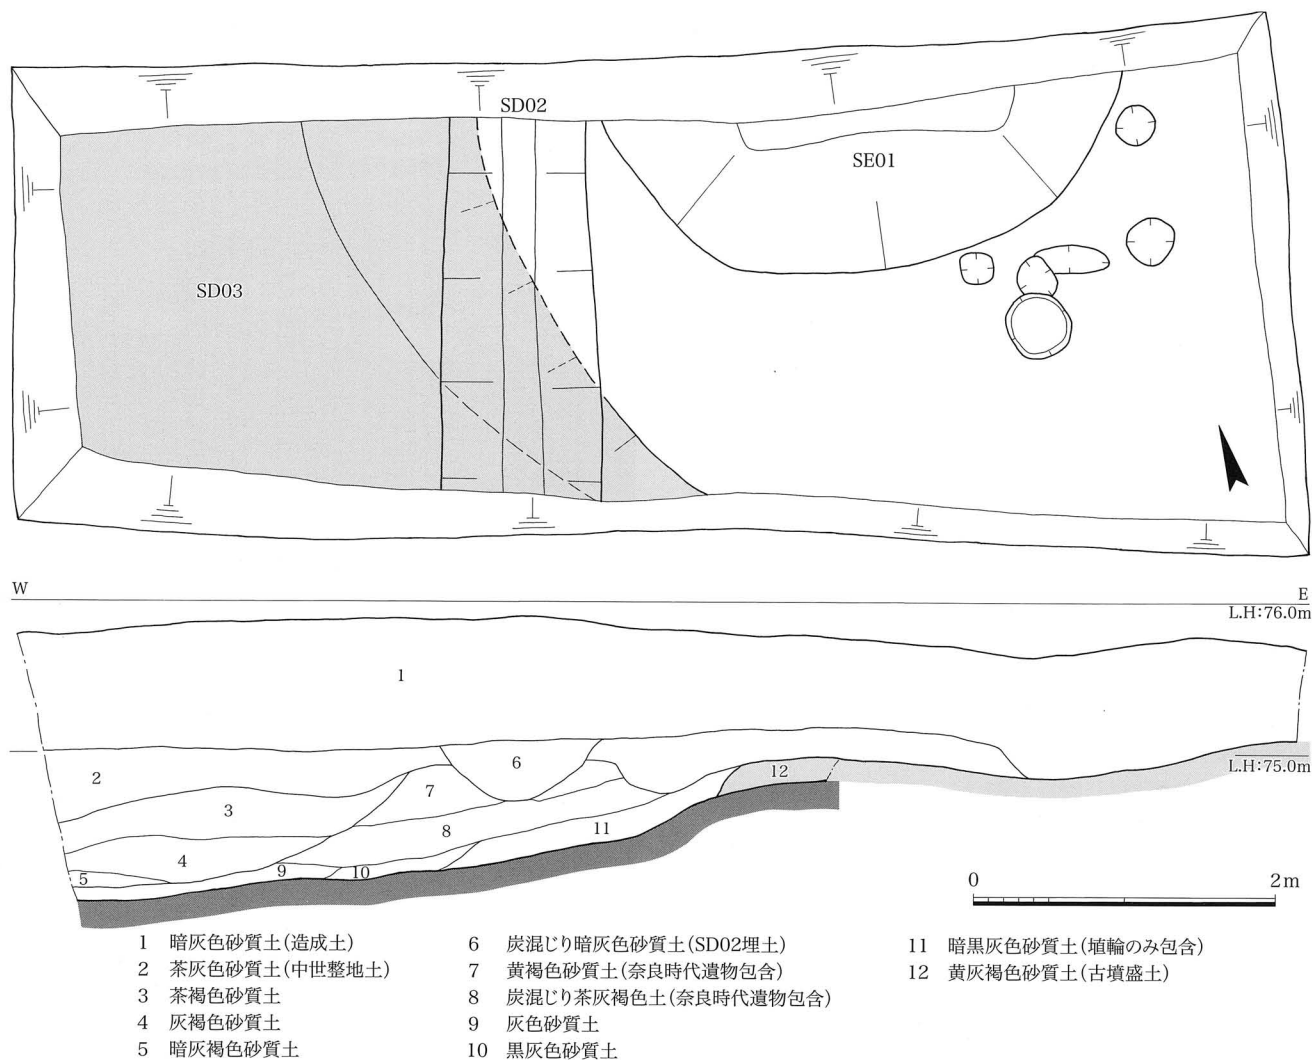 SD02
SE01
SD03
W
E
L.H:76.0m
1
2
3
4
5
6
7
8
9
10
11
12
L.H:75.0m
0 2m
1 暗灰色砂質土(造成土)
2 茶灰色砂質土(中世整地土)
3 茶褐色砂質土
4 灰褐色砂質土
5 暗灰褐色砂質土
6 炭混じり暗灰色砂質土(SD02埋土)
7 黄褐色砂質土(奈良時代遺物包含)
8 炭混じり茶灰褐色土(奈良時代遺物包含)
9 灰色砂質土
10 黒灰色砂質土
11 暗黒灰色砂質土(埴輪のみ包含)
12 黄灰褐色砂質土(古墳盛土)